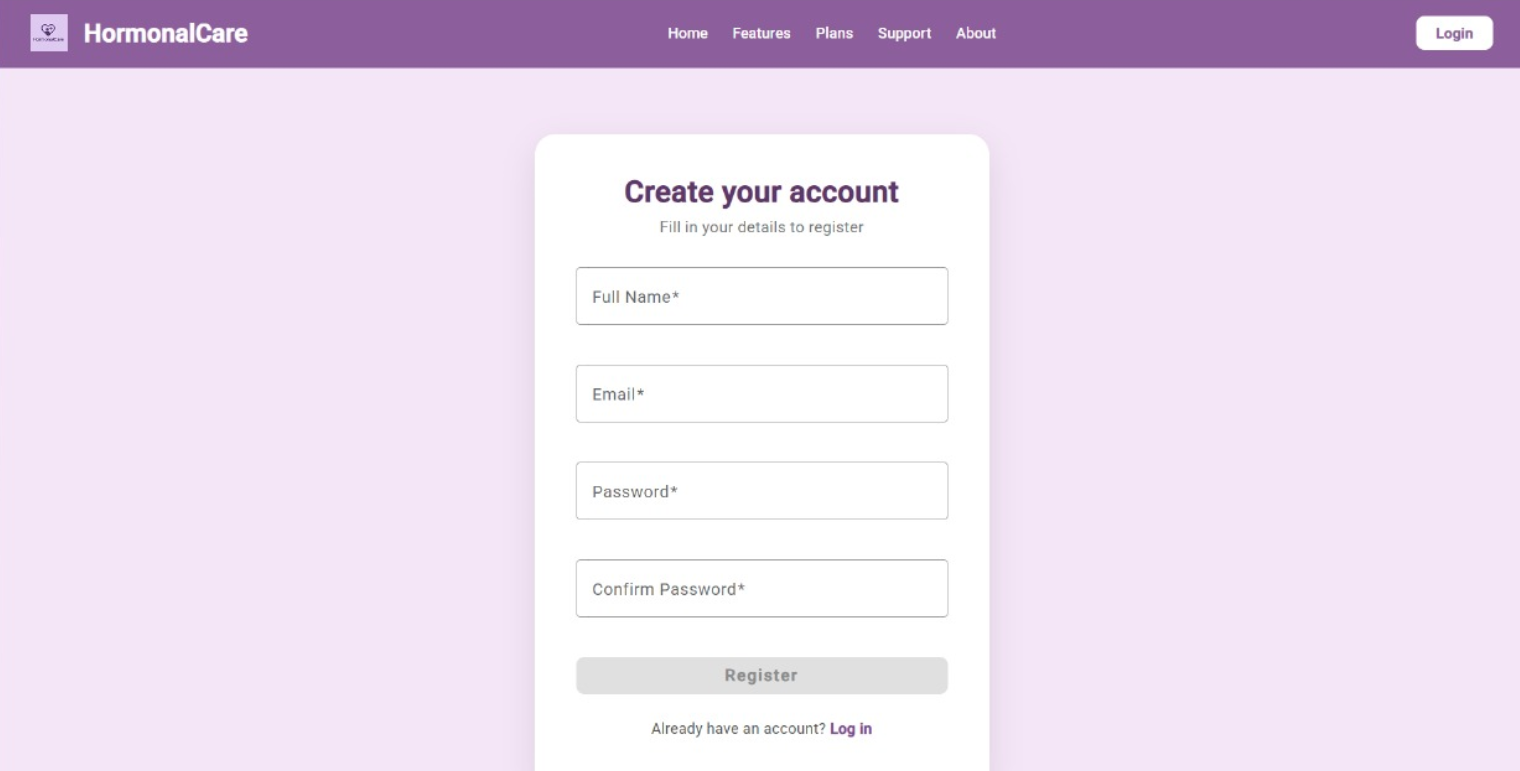 HormonalCare
Home Features Plans Support About
Login
Create your account
Fill in your details to register
Full Name*
Email*
Password*
Confirm Password*
Register
Already have an account? Log in